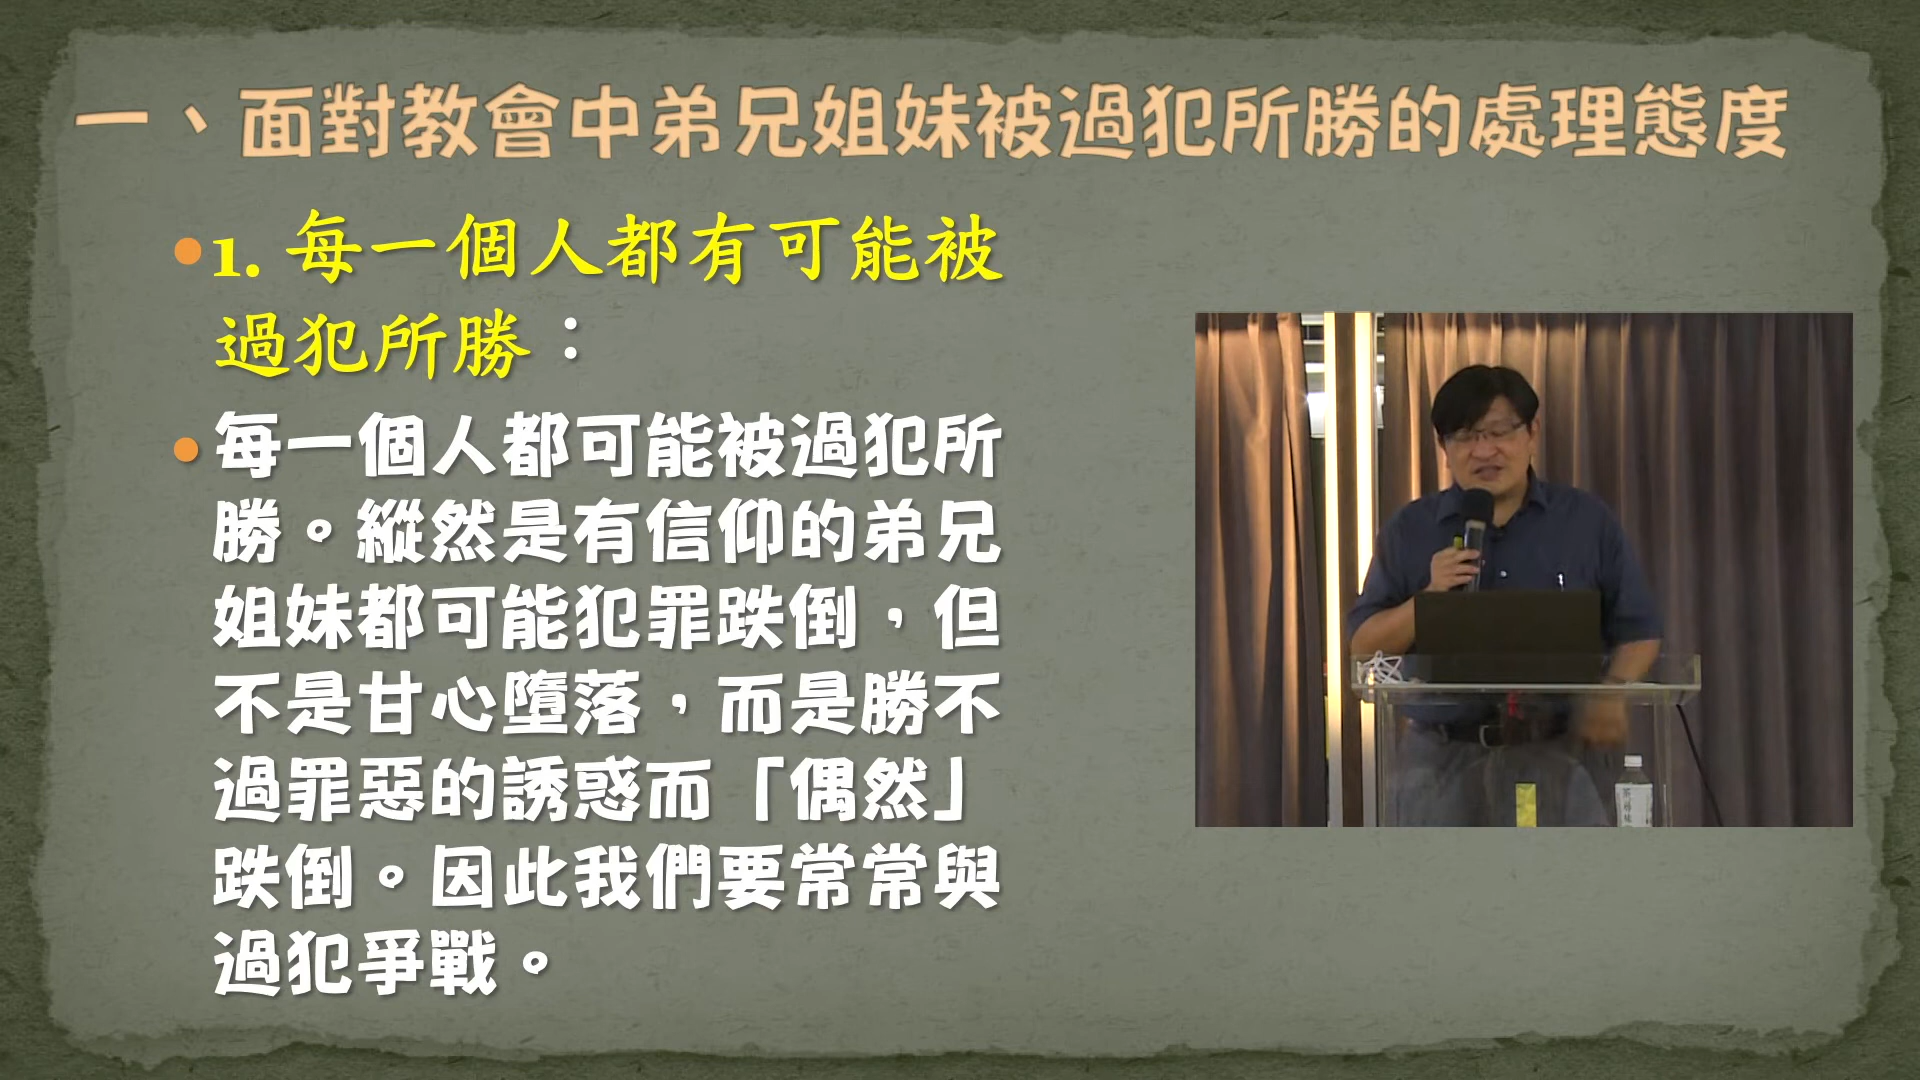 一、面對教會中弟兄姐妹被過犯所勝的處理態度
•1. 每一個人都有可能被
過犯所勝：
•每一個人都可能被過犯所
勝。縱然是有信仰的弟兄
姐妹都可能犯罪跌倒，但
不是甘心墮落，而是勝不
過罪惡的誘惑而「偶然」
跌倒。因此我們要常常與
過犯爭戰。